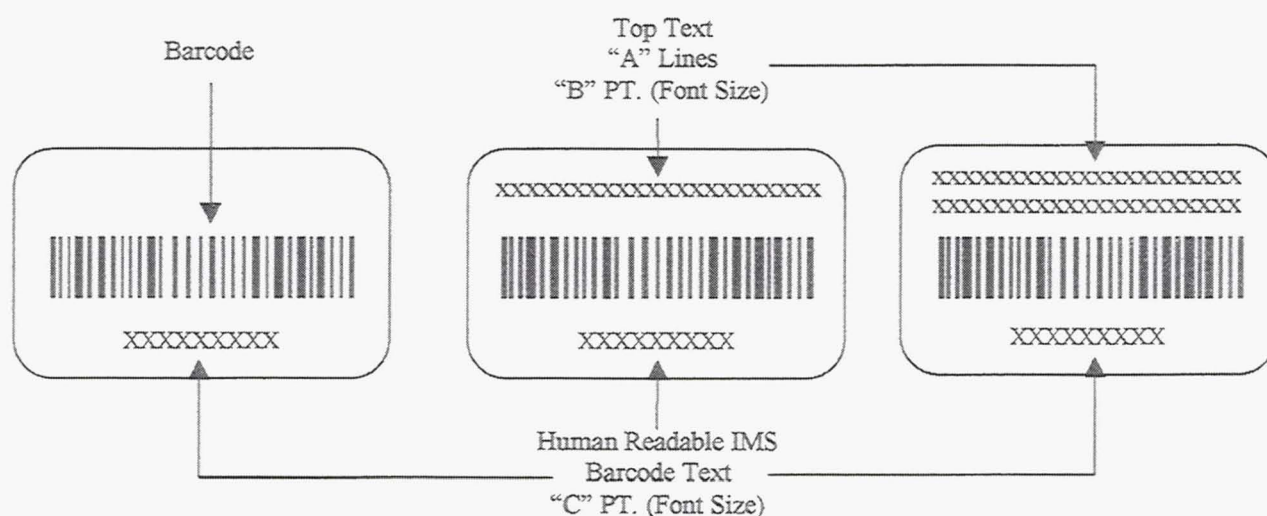 Barcode
Top Text
“A” Lines
“B” PT. (Font Size)
XXXXXXXXX
XXXXXXXXXXXXXXXXXXXXXXX
XXXXXXXXX
XXXXXXXXXXXXXXXXXXXXXXX
XXXXXXXXXXXXXXXXXXXXXXX
XXXXXXXXX
Human Readable IMS
Barcode Text
“C” PT. (Font Size)